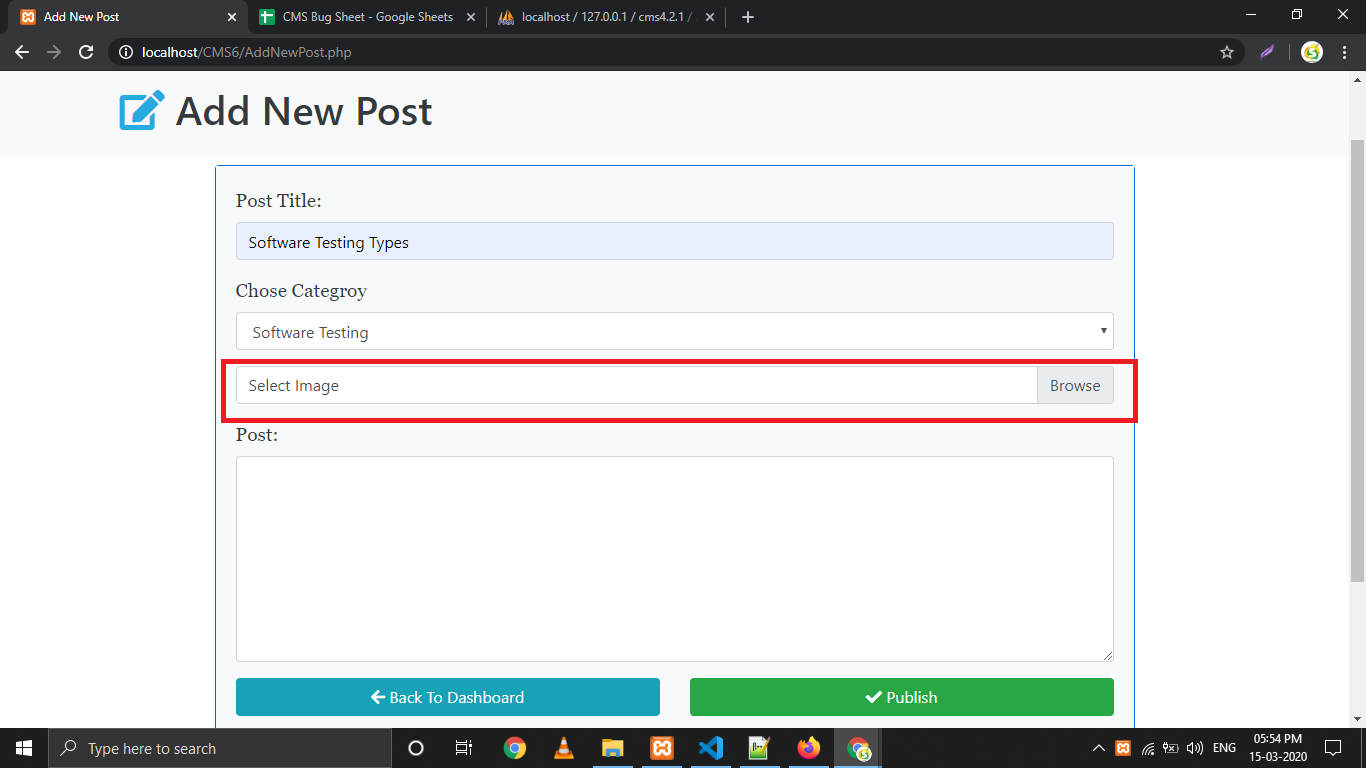 Add New Post
CMS Bug Sheet - Google Sheets
localhost / 127.0.0.1 / cms4.2.1 /
localhost/CMS6/AddNewPost.php
Add New Post
Post Title:
Software Testing Types
Chose Categroy
Software Testing
Select Image
Browse
Post:
Back To Dashboard
Publish
Type here to search
ENG
05:54 PM
15-03-2020